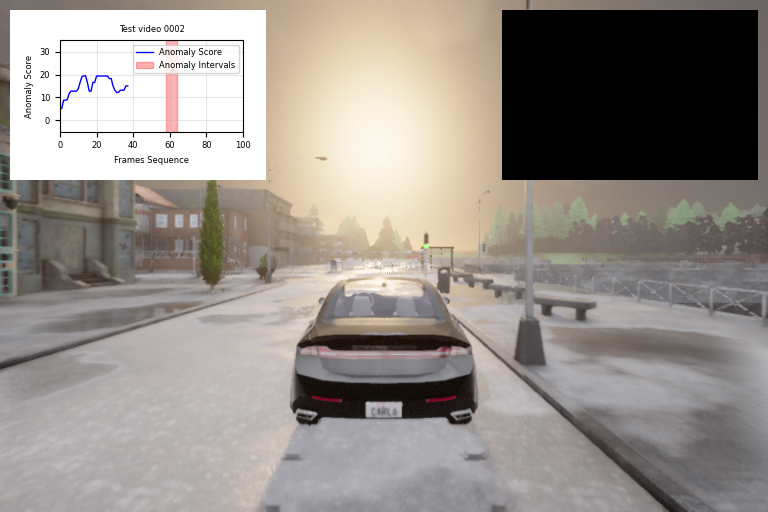 Test video 0002
Anomaly Score
Anomaly Intervals
30
20
10
0
Anomaly Score
0 20 40 60 80 100
Frames Sequence
CARLA